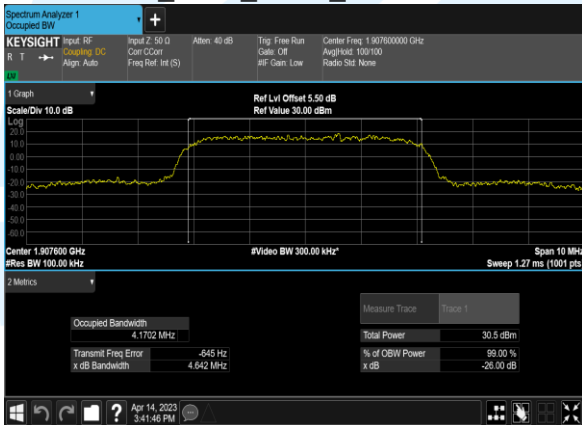 Spectrum Analyzer 1
Occupied BW
KEYSIGHT Input: RF Input Z: 50 Ω Atten: 40 dB Trig: Free Run Center Freq: 1.907600000 GHz
R T Coupling: DC Corr CCorr Gate: Off Avg|Hold: 100/100
Align: Auto Freq Ref: Int (S) #IF Gain: Low Radio Std: None
1 Graph
Ref Lvl Offset 5.50 dB
Scale/Div 10.0 dB Ref Value 30.00 dBm
Log
20.0
10.0
0.00
-10.0
-20.0
-30.0
-40.0
-50.0
-60.0
Center 1.907600 GHz #Video BW 300.00 kHz* Span 10 MHz
#Res BW 100.00 kHz Sweep 1.27 ms (1001 pts)
2 Metrics
Measure Trace Trace 1
Occupied Bandwidth
4.1702 MHz Total Power 30.5 dBm
Transmit Freq Error -645 Hz % of OBW Power 99.00 %
x dB Bandwidth 4.642 MHz x dB -26.00 dB
Apr 14, 2023
3:41:46 PM